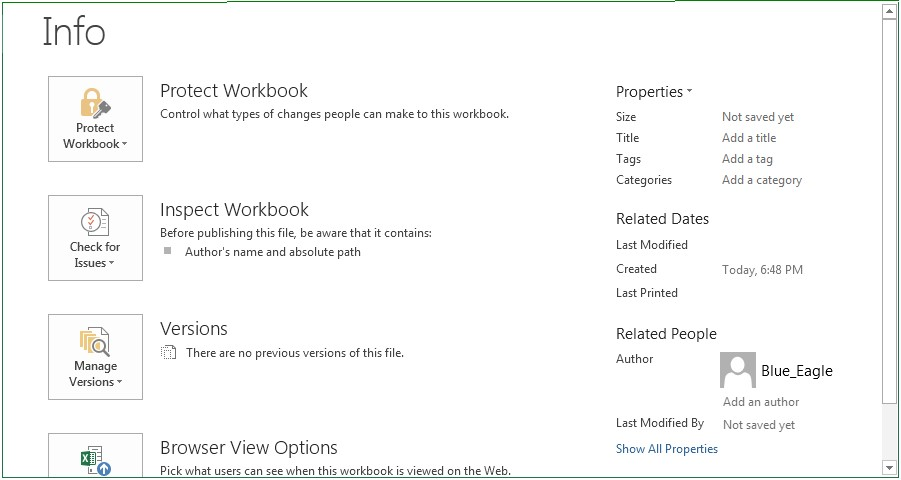 Info
Protect
Workbook
Protect Workbook
Control what types of changes people can make to this workbook.
Check for
Issues
Inspect Workbook
Before publishing this file, be aware that it contains:
Author's name and absolute path
Manage
Versions
Versions
There are no previous versions of this file.
Browser View Options
Pick what users can see when this workbook is viewed on the Web.
Properties
Size Not saved yet
Title Add a title
Tags Add a tag
Categories Add a category
Related Dates
Last Modified
Created Today, 6:48 PM
Last Printed
Related People
Author Blue_Eagle
Add an author
Last Modified By Not saved yet
Show All Properties